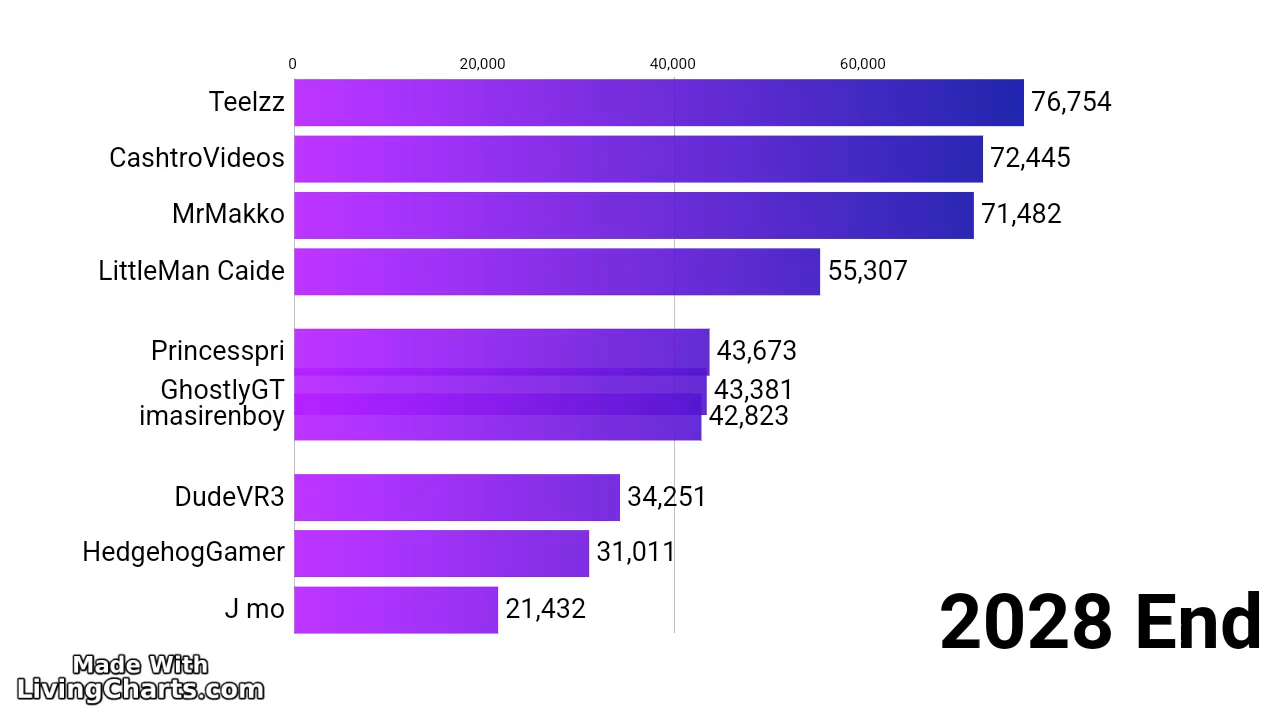 0 20,000 40,000 60,000
Teelzz 76,754
CashtroVideos 72,445
MrMakko 71,482
LittleMan Caide 55,307
Princesspri 43,673
GhostlyGT 43,381
imasirenboy 42,823
DudeVR3 34,251
HedgehogGamer 31,011
J mo 21,432
2028 End
Made With
LivingCharts.com